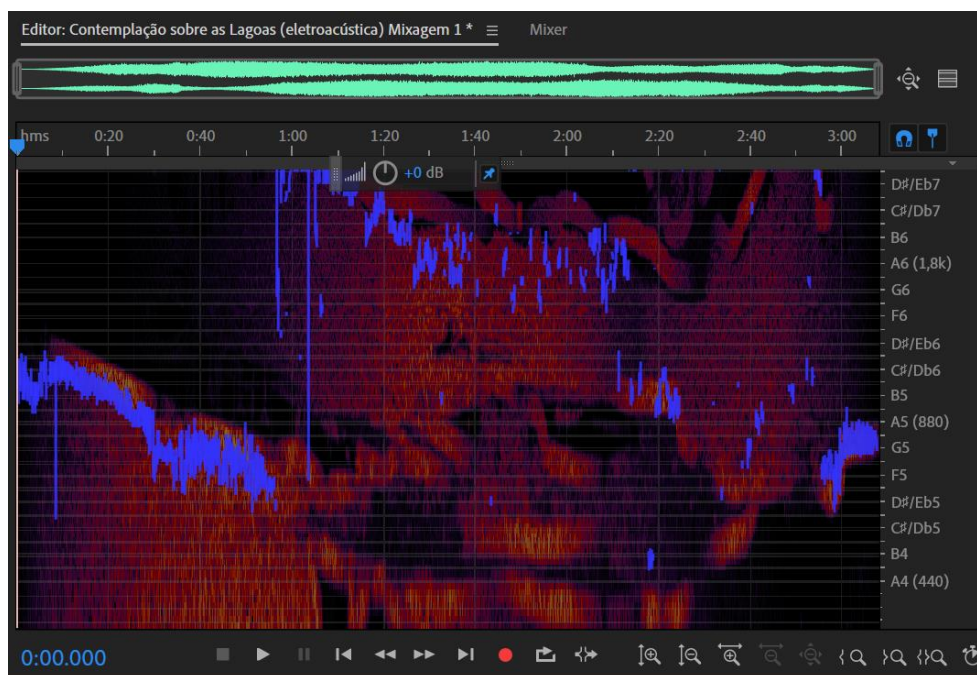 Editor: Contemplação sobre as Lagoas (eletroacústica) Mixagem 1 * Mixer
hms 0:20 0:40 1:00 1:20 1:40 2:00 2:20 2:40 3:00
+0 dB
D♯/Eb7
C♯/Db7
B6
A6 (1,8k)
G6
F6
D♯/Eb6
C♯/Db6
B5
A5 (880)
G5
F5
D♯/Eb5
C♯/Db5
B4
A4 (440)
0:00.000